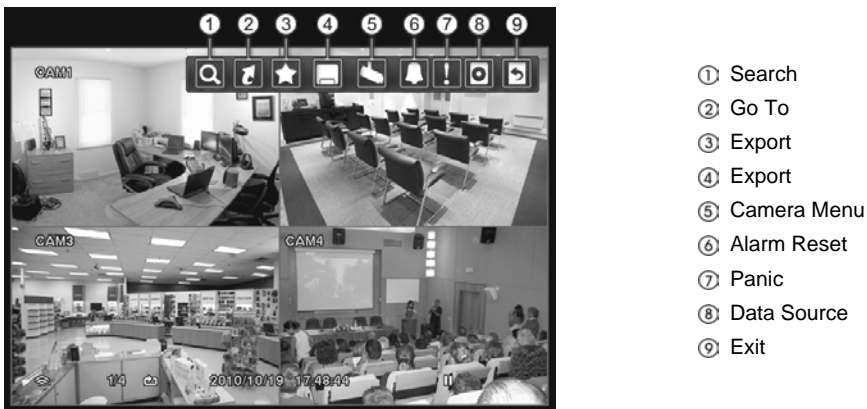 ① ② ③ ④ ⑤ ⑥ ⑦ ⑧ ⑨
CAM1
CAM3
CAM4
1/4 2010/10/19 17:48:44
① Search
② Go To
③ Export
④ Export
⑤ Camera Menu
⑥ Alarm Reset
⑦ Panic
⑧ Data Source
⑨ Exit